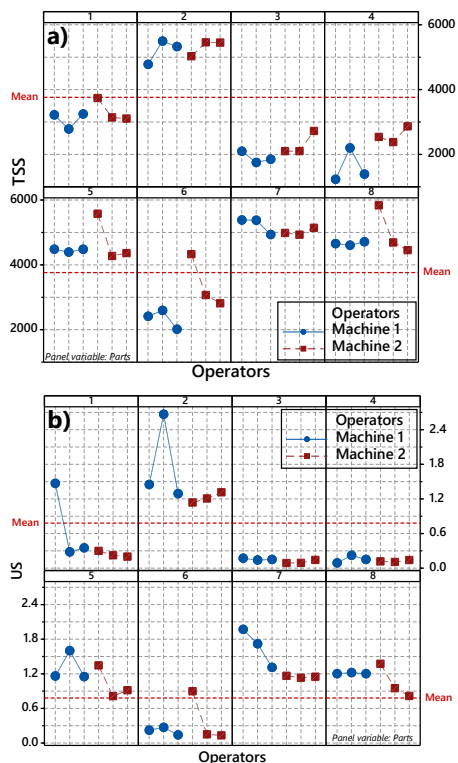 1 2 3 4
a)
6000
Mean
4000
TSS
2000
5 6 7 8
6000
4000
Mean
2000
Operators
Machine 1
Machine 2
Panel variable: Parts
Operators
1 2 3 4
b)
Operators
Machine 1
Machine 2
2.4
1.8
1.2
Mean
0.6
0.0
US
5 6 7 8
2.4
1.8
1.2
Mean
0.6
0.0
Panel variable: Parts
Operators